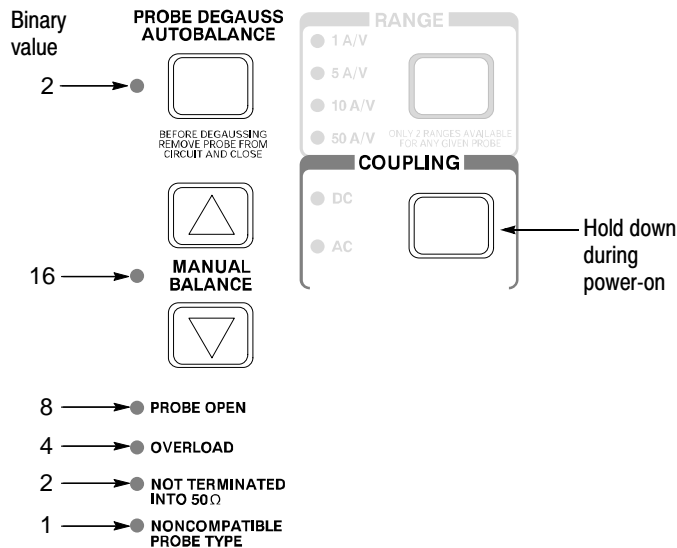 Binary
value
PROBE DEGAUSS
AUTOBALANCE
2
BEFORE DEGAUSSING
REMOVE PROBE FROM
CIRCUIT AND CLOSE
RANGE
1 A/V
5 A/V
10 A/V
50 A/V
ONLY 2 RANGES AVAILABLE
FOR ANY GIVEN PROBE
COUPLING
DC
AC
Hold down
during
power-on
16
MANUAL
BALANCE
8 PROBE OPEN
4 OVERLOAD
2 NOT TERMINATED
INTO 50Ω
1 NONCOMPATIBLE
PROBE TYPE